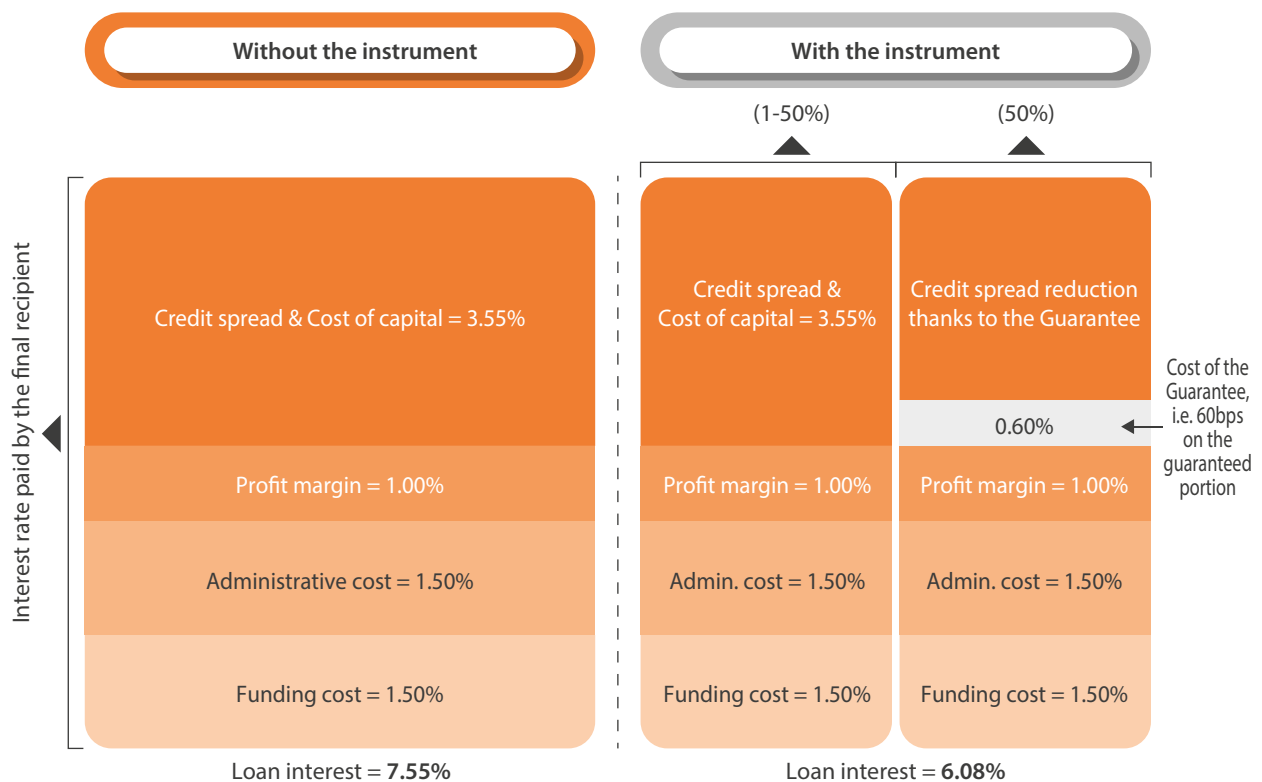 Without the instrument
With the instrument
(1-50%)
(50%)
Interest rate paid by the final recipient
Credit spread & Cost of capital = 3.55%
Profit margin = 1.00%
Administrative cost = 1.50%
Funding cost = 1.50%
Loan interest = 7.55%
Credit spread &
Cost of capital = 3.55%
Profit margin = 1.00%
Admin. cost = 1.50%
Funding cost = 1.50%
Credit spread reduction
thanks to the Guarantee
0.60%
Profit margin = 1.00%
Admin. cost = 1.50%
Funding cost = 1.50%
Cost of the
Guarantee,
i.e. 60bps
on the
guaranteed
portion
Loan interest = 6.08%